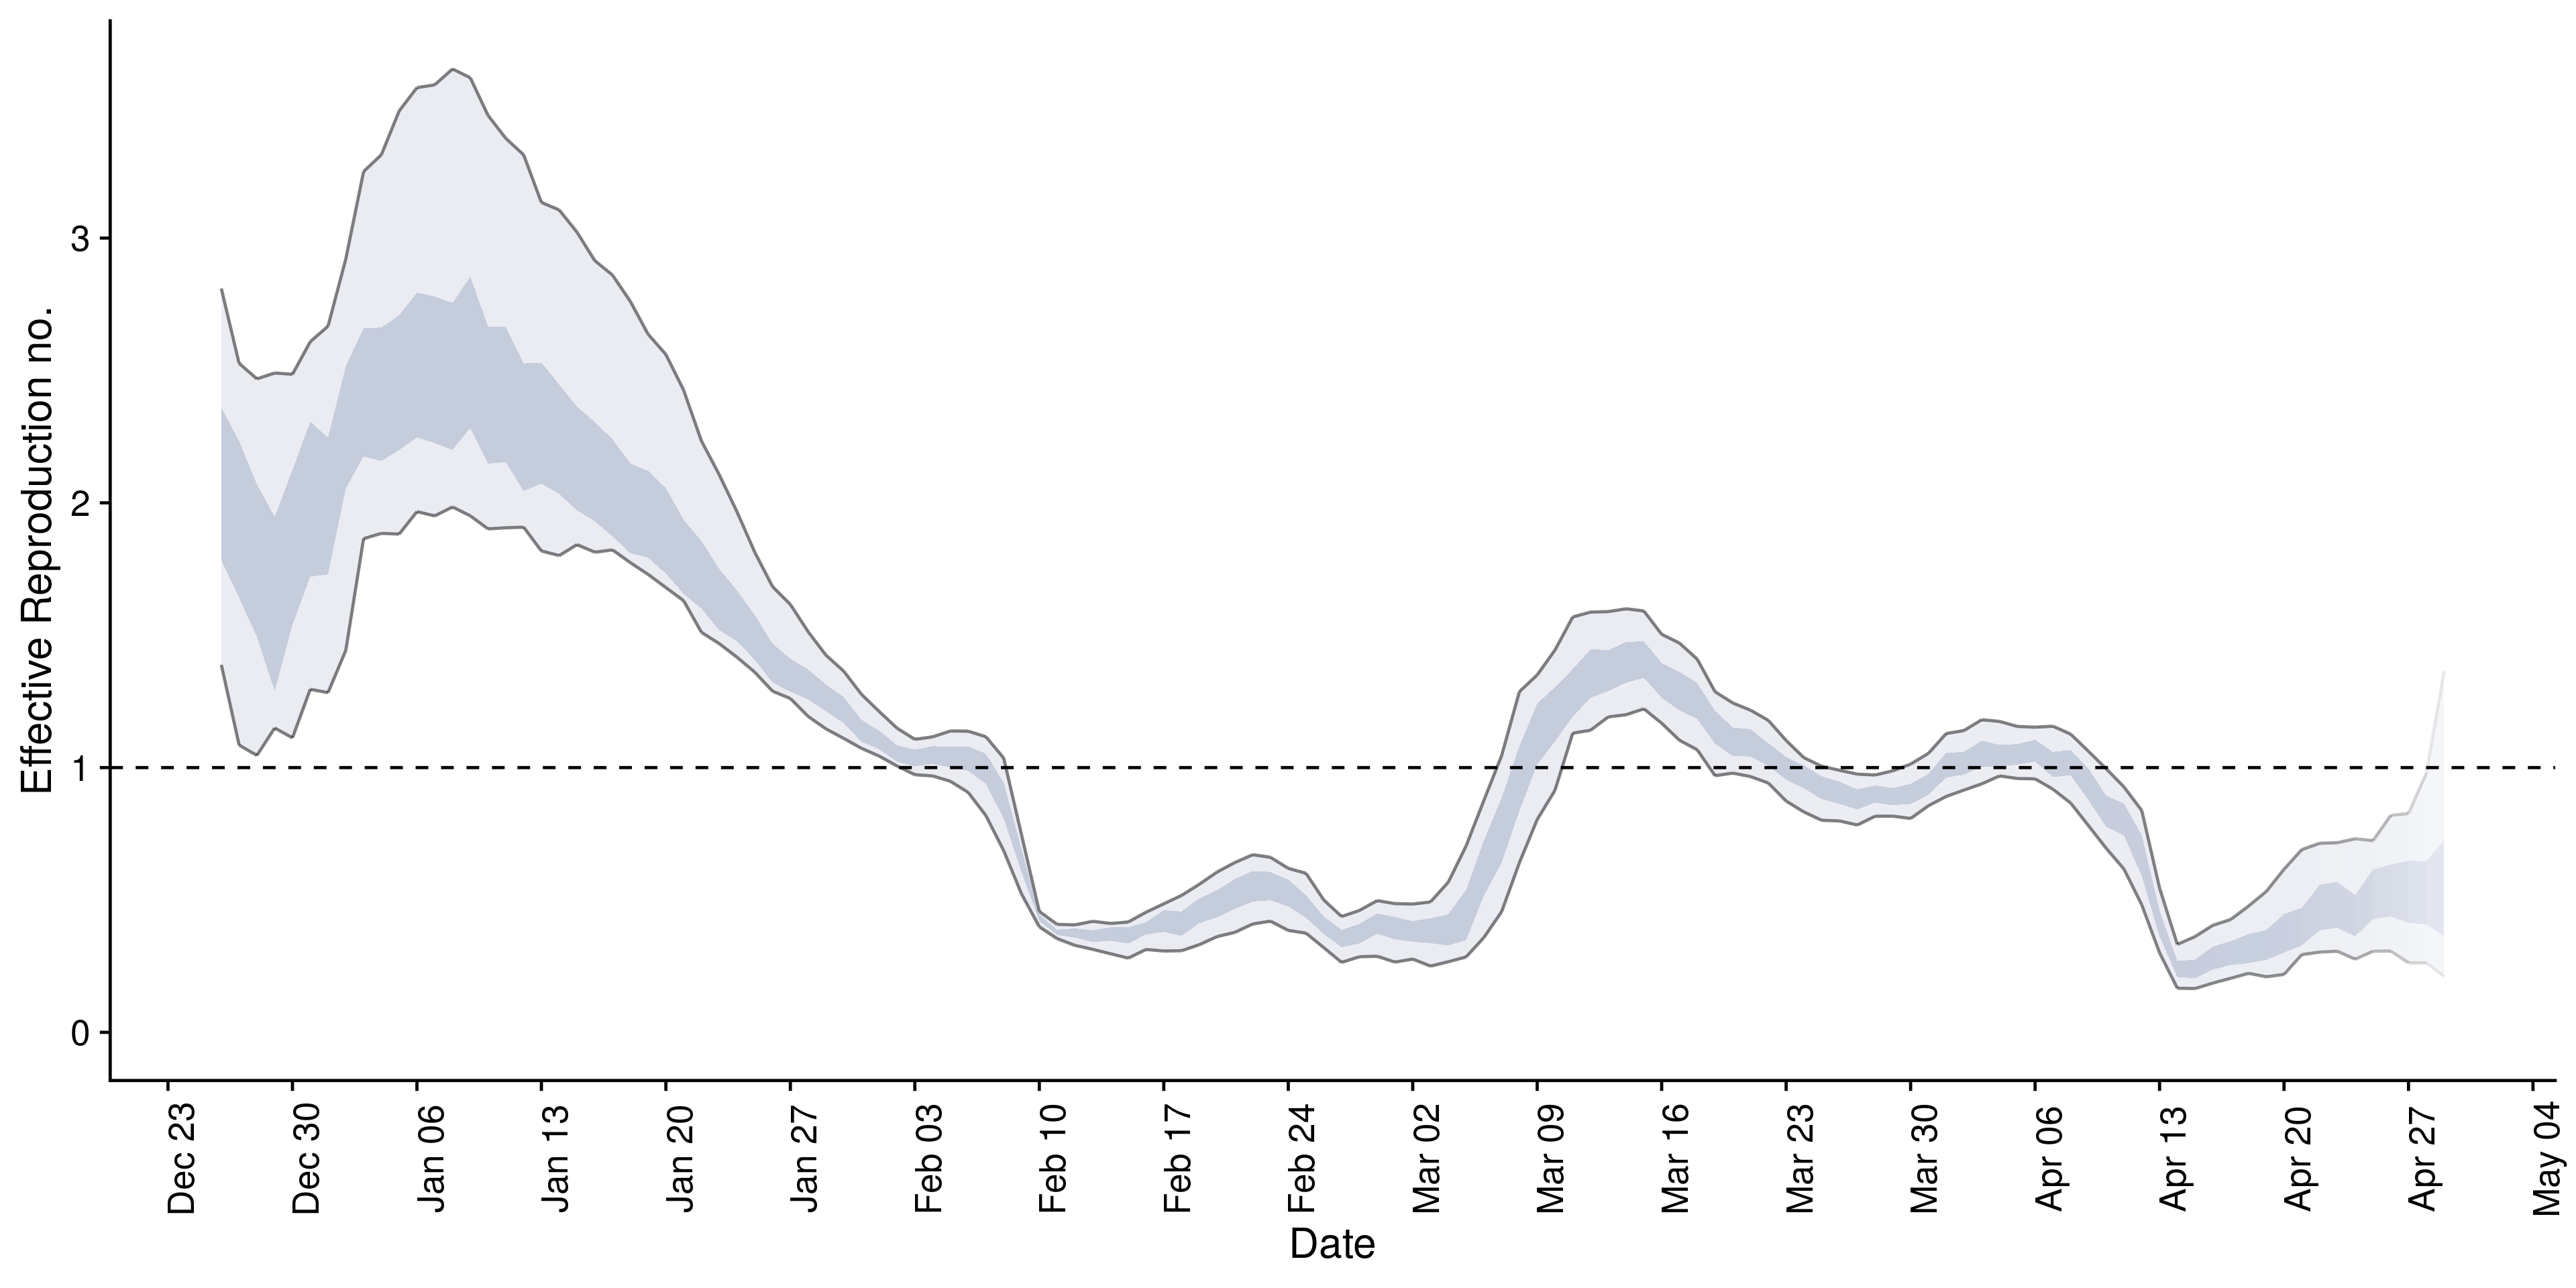 Effective Reproduction no.
3
2
1
0
Dec 23
Dec 30
Jan 06
Jan 13
Jan 20
Jan 27
Feb 03
Feb 10
Feb 17
Feb 24
Mar 02
Mar 09
Mar 16
Mar 23
Mar 30
Apr 06
Apr 13
Apr 20
Apr 27
May 04
Date